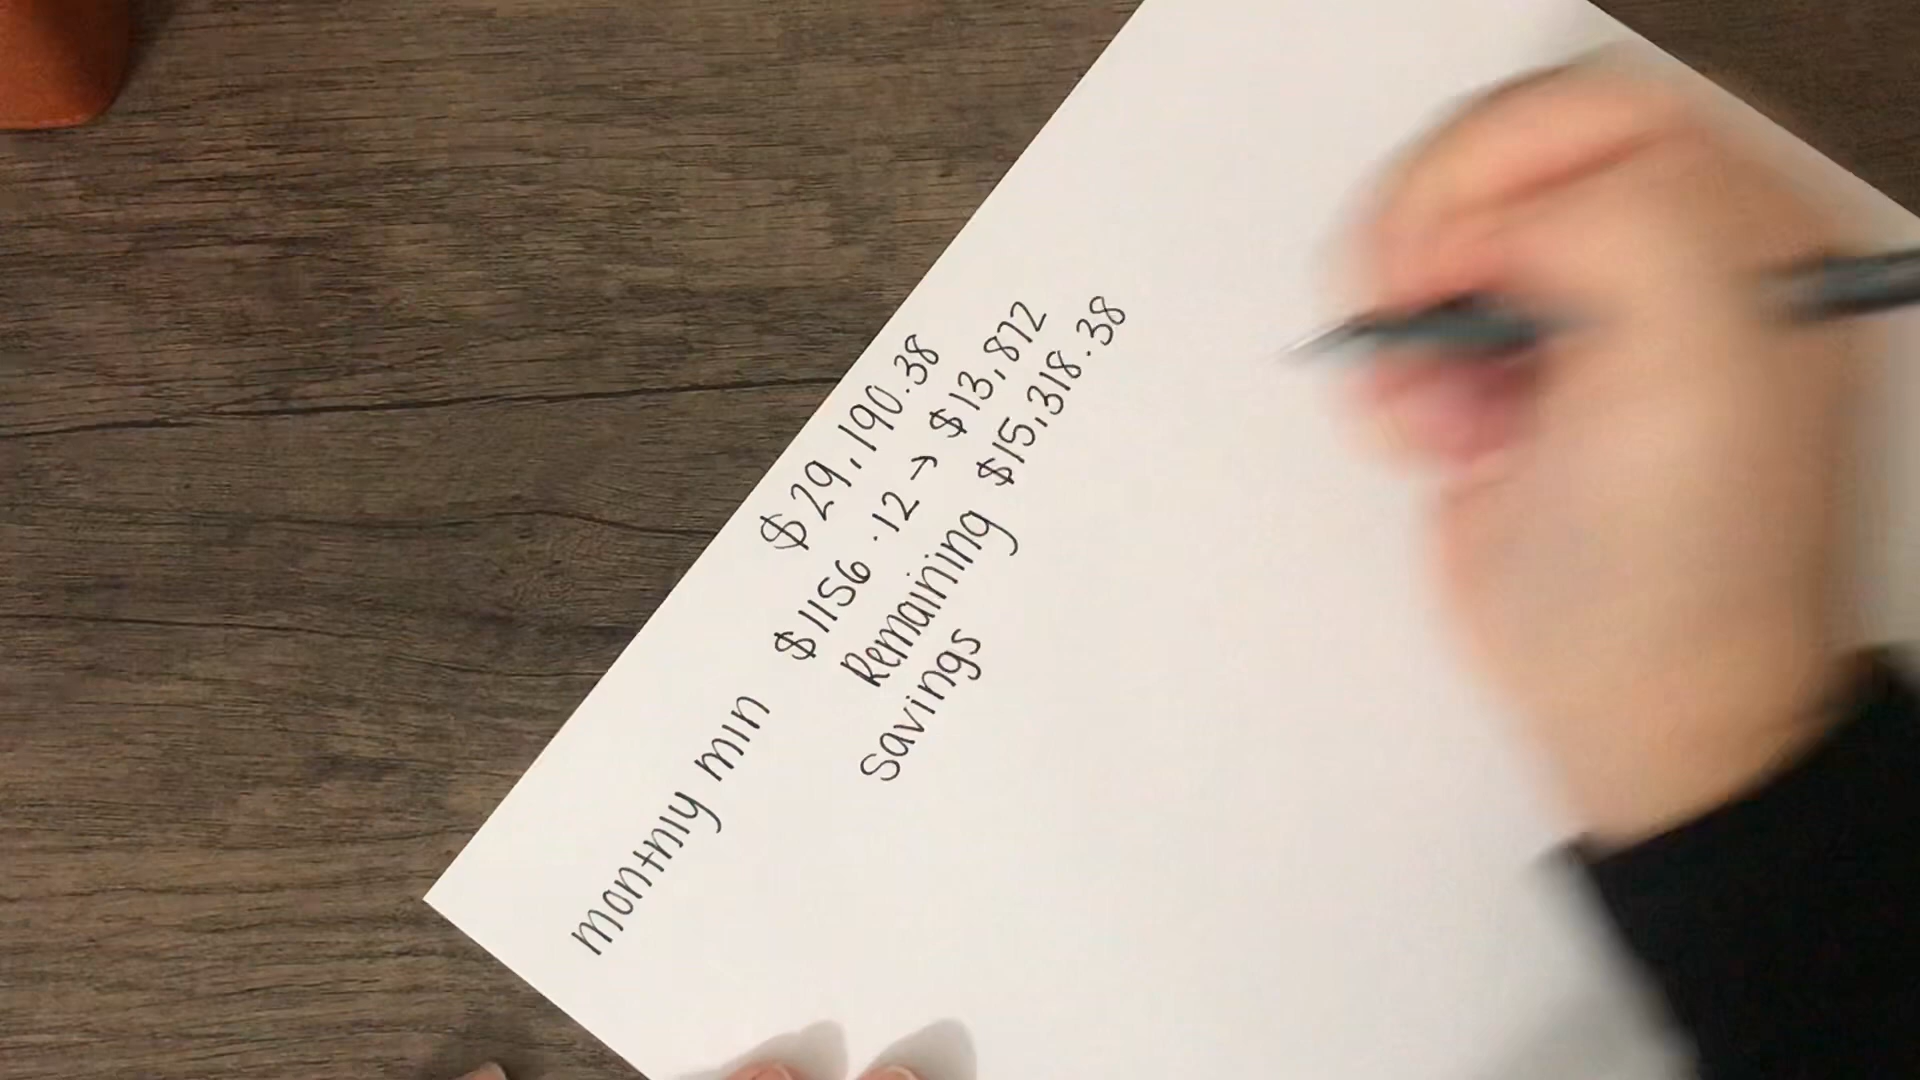 $29,190.38
monthly min $1156 · 12 → $13,872
Remaining $15,318.38
Savings